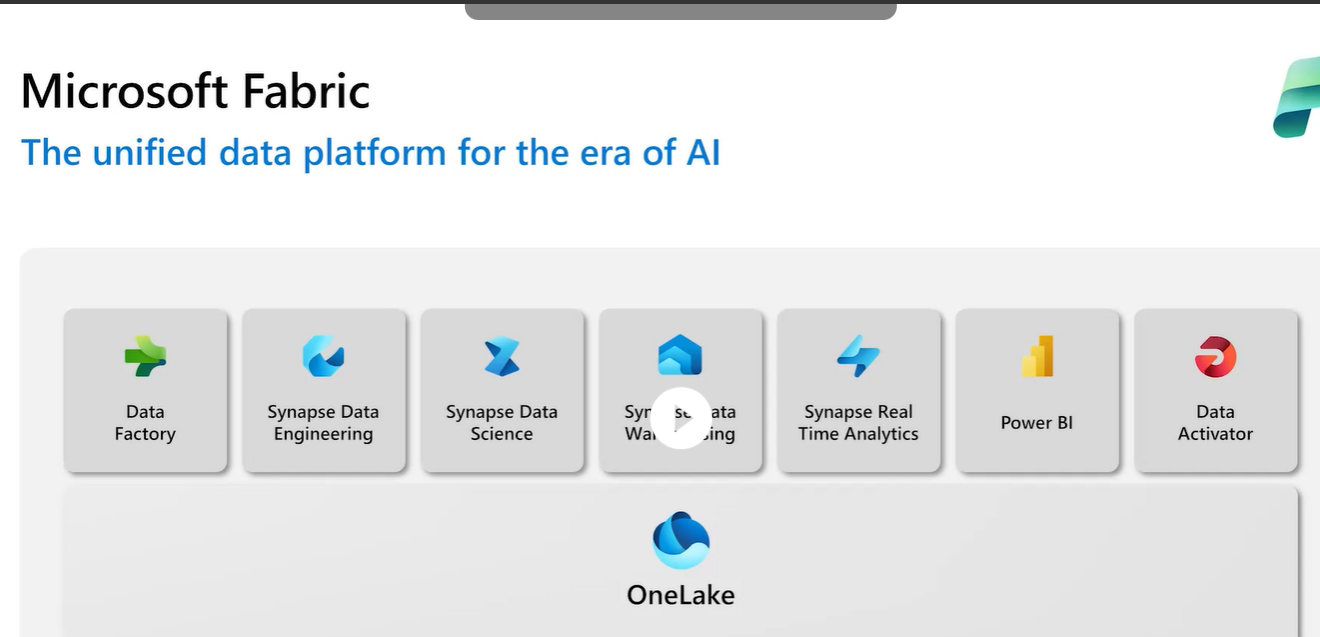 Microsoft Fabric
The unified data platform for the era of AI
Data
Factory
Synapse Data
Engineering
Synapse Data
Science
Synapse Real
Time Analytics
Power BI
Data
Activator
OneLake